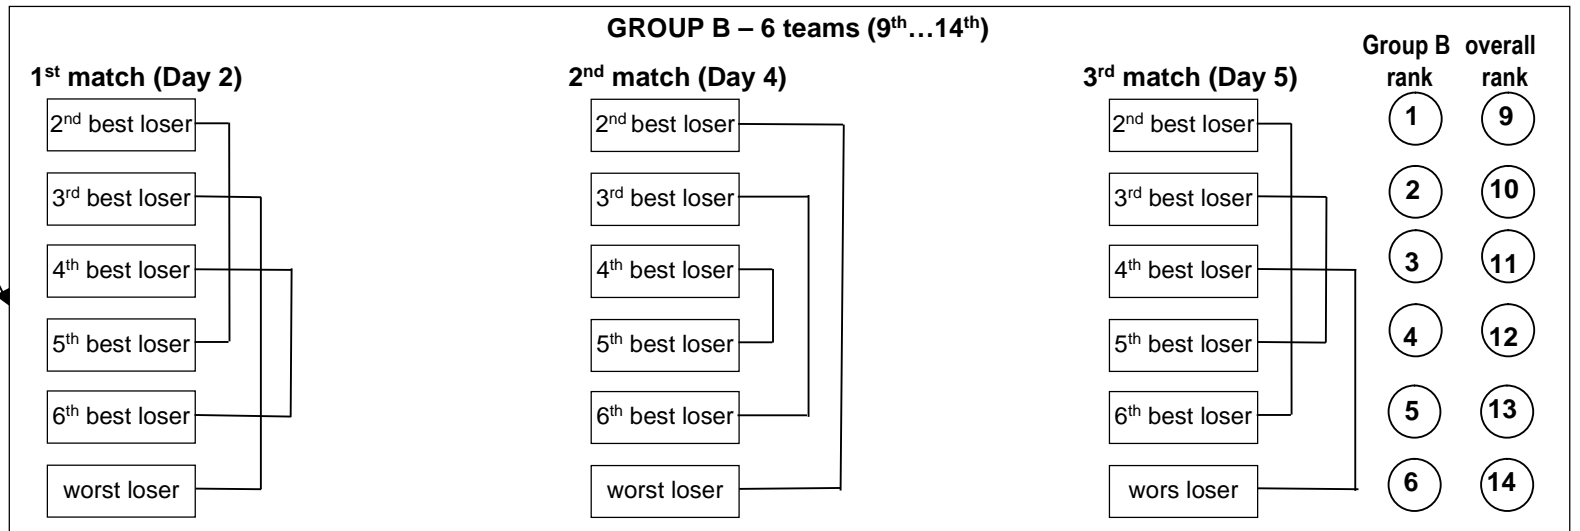 GROUP B – 6 teams (9th…14th)
Group B overall
rank rank
1st match (Day 2) 2nd match (Day 4) 3rd match (Day 5)
2nd best loser 2nd best loser 2nd best loser 1 9
3rd best loser 3rd best loser 3rd best loser 2 10
4th best loser 4th best loser 4th best loser 3 11
5th best loser 5th best loser 5th best loser 4 12
6th best loser 6th best loser 6th best loser 5 13
worst loser worst loser wors loser 6 14